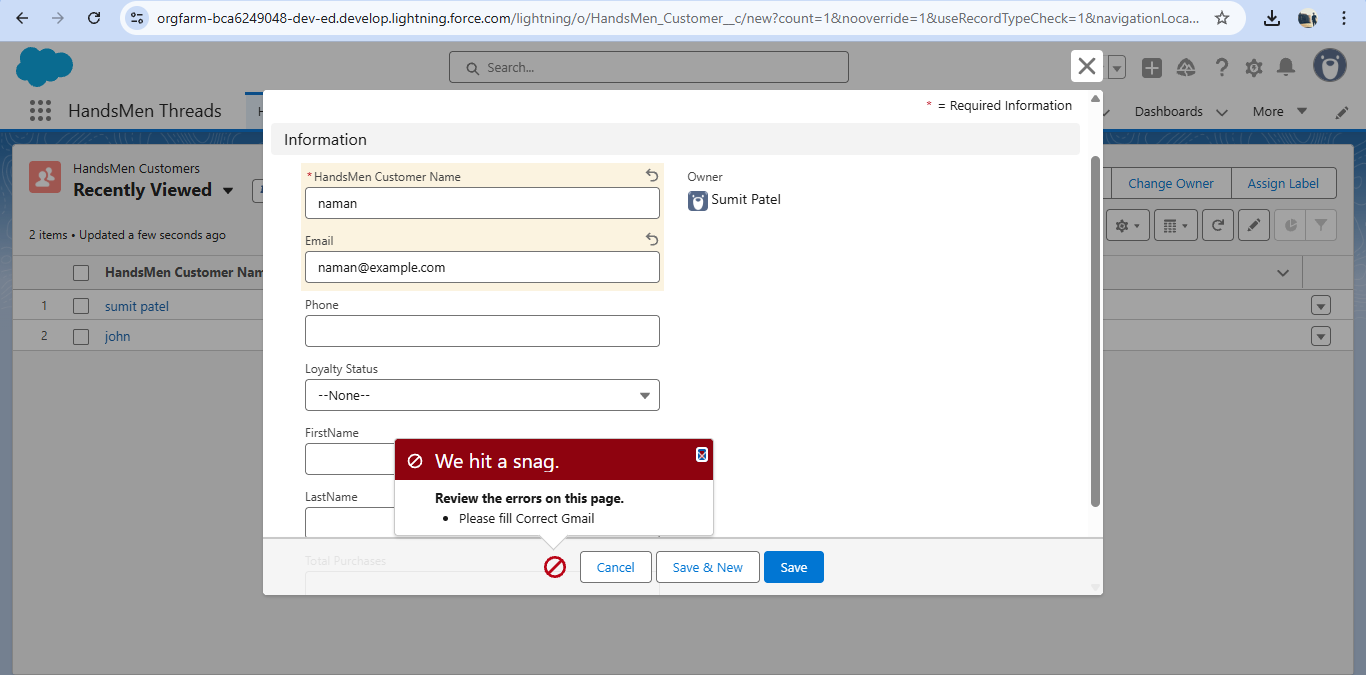 orgfarm-bca6249048-dev-ed.develop.lightning.force.com/lightning/o/HandsMen_Customer__c/new?count=1&nooverride=1&useRecordTypeCheck=1&navigationLoca...
Search...
HandsMen Threads
H
Dashboards
More
* = Required Information
Information
HandsMen Customers
Recently Viewed
Change Owner
Assign Label
2 items • Updated a few seconds ago
HandsMen Customer Nam
1 sumit patel
2 john
*HandsMen Customer Name
naman
Owner
Sumit Patel
Email
naman@example.com
Phone
Loyalty Status
--None--
FirstName
LastName
We hit a snag.
Review the errors on this page.
• Please fill Correct Gmail
Total Purchases
Cancel
Save & New
Save